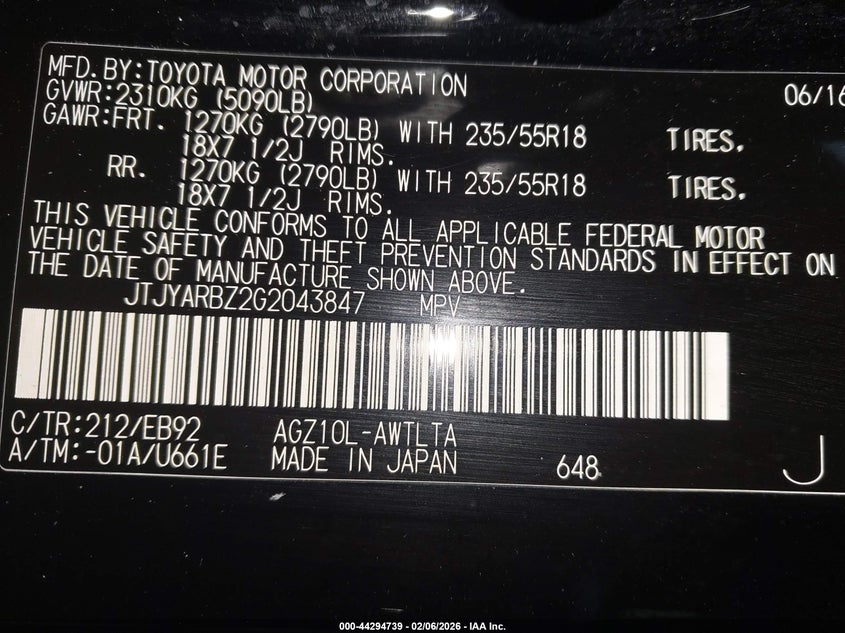 MFD. BY: TOYOTA MOTOR CORPORATION 06/16
GVWR: 2310KG (5090LB)
GAWR: FRT. 1270KG (2790LB) WITH 235/55R18 TIRES.
18X7 1/2J RIMS.
RR. 1270KG (2790LB) WITH 235/55R18 TIRES.
18X7 1/2J RIMS.
THIS VEHICLE CONFORMS TO ALL APPLICABLE FEDERAL MOTOR
VEHICLE SAFETY AND THEFT PREVENTION STANDARDS IN EFFECT ON
THE DATE OF MANUFACTURE SHOWN ABOVE.
JTJYARBZ2G2043847 MPV
C/TR: 212/EB92 AGZ10L-AWTLTA
A/TM: -01A/U661E MADE IN JAPAN 648 J
000-44294739 - 02/06/2026 - IAA Inc.